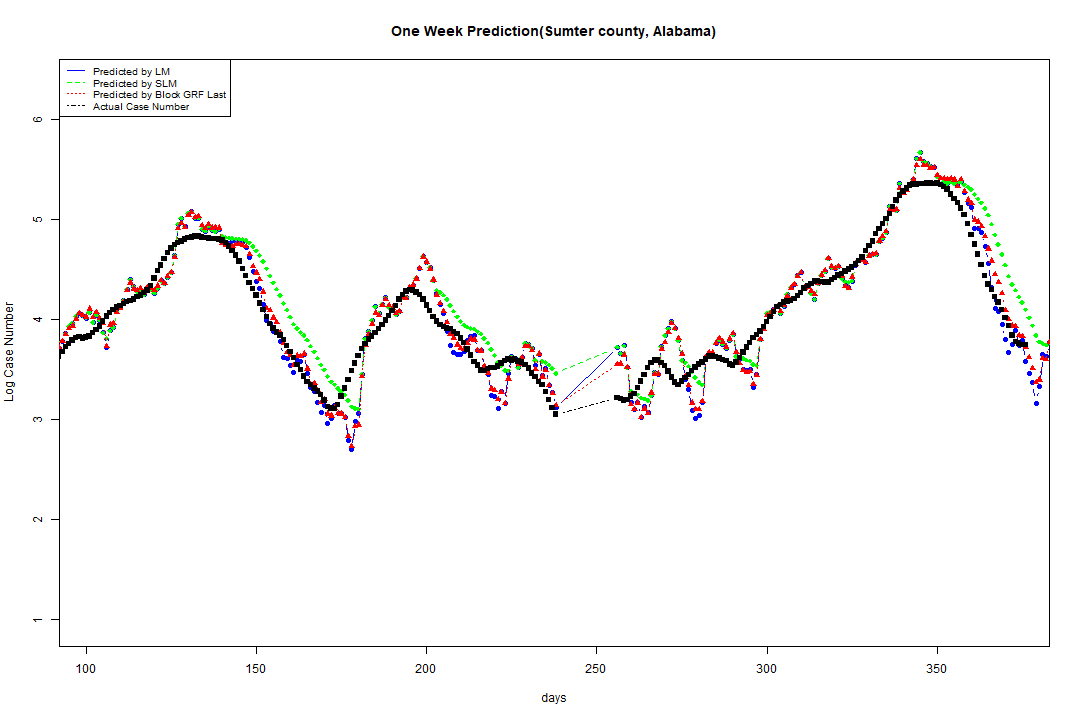 One Week Prediction(Sumter county, Alabama)
Predicted by LM
Predicted by SLM
Predicted by Block GRF Last
Actual Case Number
Log Case Number
6
5
4
3
2
1
100 150 200 250 300 350
days